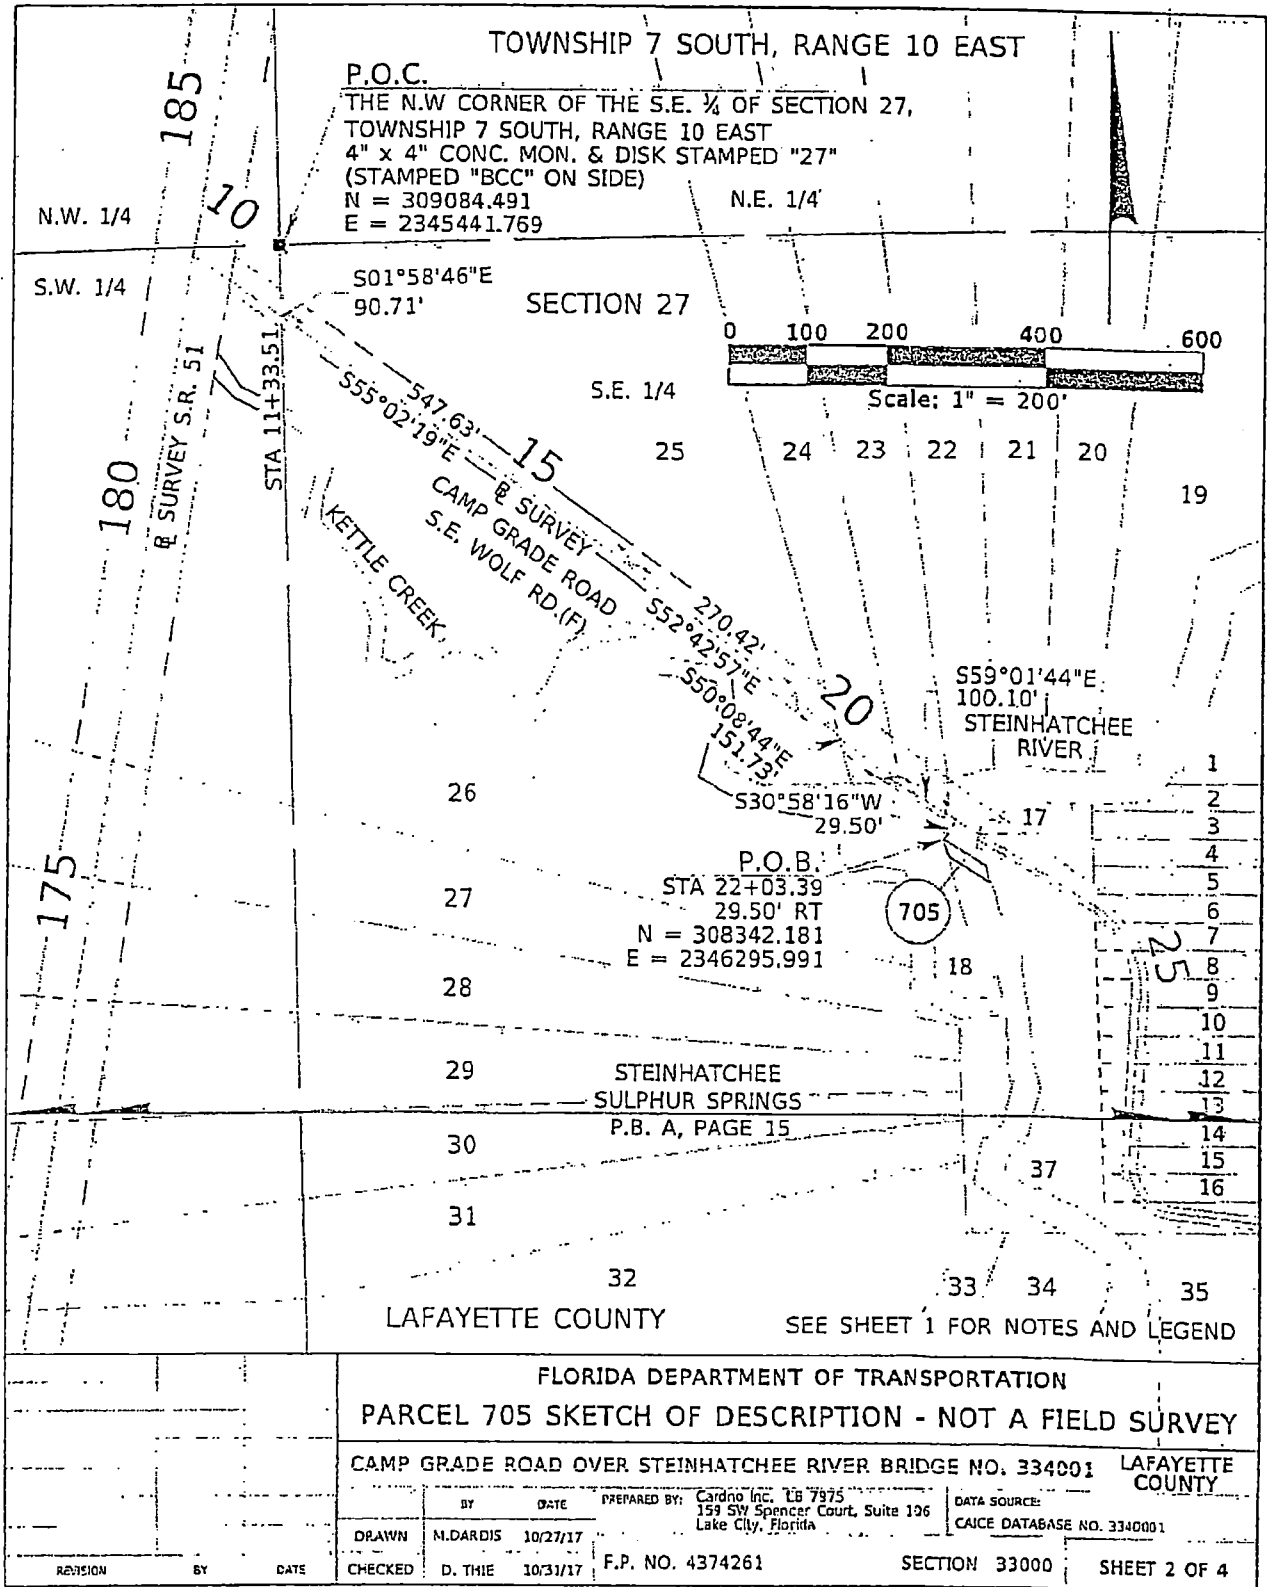 TOWNSHIP 7 SOUTH, RANGE 10 EAST
P.O.C.
THE N.W CORNER OF THE S.E. ¼ OF SECTION 27,
TOWNSHIP 7 SOUTH, RANGE 10 EAST
4" x 4" CONC. MON. & DISK STAMPED "27"
(STAMPED "BCC" ON SIDE)
N = 309084.491
E = 2345441.769
185
10
N.W. 1/4
N.E. 1/4
S.W. 1/4
S01°58'46"E
90.71'
SECTION 27
0 100 200 400 600
Scale: 1" = 200'
S.E. 1/4
STA 11+33.51
℄ SURVEY S.R. 51
180
547.63'
S55°02'19"E
15
℄ SURVEY
CAMP GRADE ROAD
S.E. WOLF RD.(F)
KETTLE CREEK
25
24
23
22
21
20
19
270.42'
S52°42'57"E
S50°08'44"E
151.73'
20
S59°01'44"E
100.10'
STEINHATCHEE
RIVER
S30°58'16"W
29.50'
P.O.B.
STA 22+03.39
29.50' RT
N = 308342.181
E = 2346295.991
705
17
18
25
175
26
27
28
29
30
31
32
33
34
35
37
1
2
3
4
5
6
7
8
9
10
11
12
13
14
15
16
STEINHATCHEE
SULPHUR SPRINGS
P.B. A, PAGE 15
LAFAYETTE COUNTY
SEE SHEET 1 FOR NOTES AND LEGEND
FLORIDA DEPARTMENT OF TRANSPORTATION
PARCEL 705 SKETCH OF DESCRIPTION - NOT A FIELD SURVEY
CAMP GRADE ROAD OVER STEINHATCHEE RIVER BRIDGE NO. 334001
LAFAYETTE
COUNTY
BY DATE
DRAWN M.DARDIS 10/27/17
CHECKED D. THIE 10/31/17
PREPARED BY: Cardno Inc. LB 7975
159 SW Spencer Court, Suite 106
Lake City, Florida
DATA SOURCE:
CAICE DATABASE NO. 3340001
REVISION BY DATE
F.P. NO. 4374261
SECTION 33000
SHEET 2 OF 4